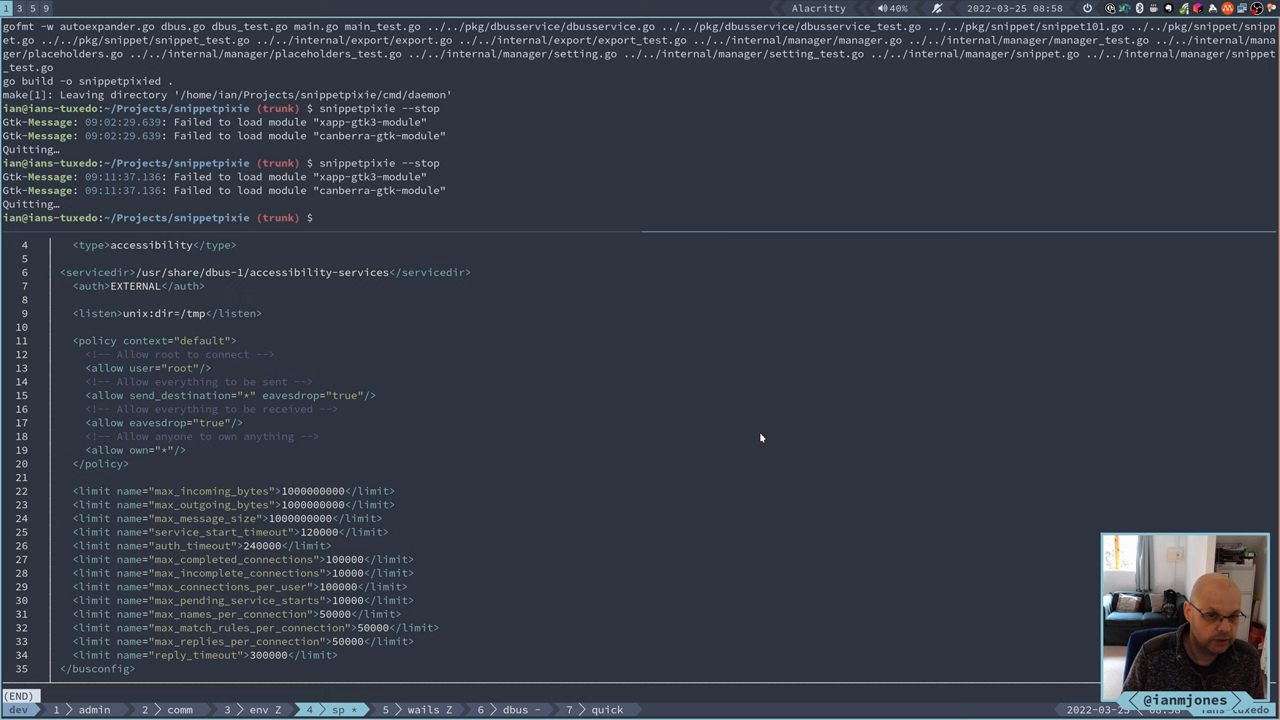 1 3 5 9 Alacritty 40% 2022-03-25 08:58
gofmt -w autoexpander.go dbus.go dbus_test.go main.go main_test.go ../../pkg/dbusservice/dbusservice.go ../../pkg/dbusservice/dbusservice_test.go ../../pkg/snippet/snippet101.go ../../pkg/snippet/snipp
et.go ../../pkg/snippet/snippet_test.go ../../internal/export/export.go ../../internal/export/export_test.go ../../internal/manager/manager.go ../../internal/manager/manager_test.go ../../internal/mana
ger/placeholders.go ../../internal/manager/placeholders_test.go ../../internal/manager/setting.go ../../internal/manager/setting_test.go ../../internal/manager/snippet.go ../../internal/manager/snippet
_test.go
go build -o snippetpixied .
make[1]: Leaving directory '/home/ian/Projects/snippetpixie/cmd/daemon'
ian@ians-tuxedo:~/Projects/snippetpixie (trunk) $ snippetpixie --stop
Gtk-Message: 09:02:29.639: Failed to load module "xapp-gtk3-module"
Gtk-Message: 09:02:29.639: Failed to load module "canberra-gtk-module"
Quitting…
ian@ians-tuxedo:~/Projects/snippetpixie (trunk) $ snippetpixie --stop
Gtk-Message: 09:11:37.136: Failed to load module "xapp-gtk3-module"
Gtk-Message: 09:11:37.136: Failed to load module "canberra-gtk-module"
Quitting…
ian@ians-tuxedo:~/Projects/snippetpixie (trunk) $
4 <type>accessibility</type>
5
6 <servicedir>/usr/share/dbus-1/accessibility-services</servicedir>
7 <auth>EXTERNAL</auth>
8
9 <listen>unix:dir=/tmp</listen>
10
11 <policy context="default">
12 <!-- Allow root to connect -->
13 <allow user="root"/>
14 <!-- Allow everything to be sent -->
15 <allow send_destination="*" eavesdrop="true"/>
16 <!-- Allow everything to be received -->
17 <allow eavesdrop="true"/>
18 <!-- Allow anyone to own anything -->
19 <allow own="*"/>
20 </policy>
21
22 <limit name="max_incoming_bytes">1000000000</limit>
23 <limit name="max_outgoing_bytes">1000000000</limit>
24 <limit name="max_message_size">1000000000</limit>
25 <limit name="service_start_timeout">120000</limit>
26 <limit name="auth_timeout">240000</limit>
27 <limit name="max_completed_connections">100000</limit>
28 <limit name="max_incomplete_connections">10000</limit>
29 <limit name="max_connections_per_user">100000</limit>
30 <limit name="max_pending_service_starts">10000</limit>
31 <limit name="max_names_per_connection">50000</limit>
32 <limit name="max_match_rules_per_connection">50000</limit>
33 <limit name="max_replies_per_connection">50000</limit>
34 <limit name="reply_timeout">300000</limit>
35 </busconfig>
(END)
@ianmjones
dev 1 admin 2 comm 3 env Z 4 sp * 5 wails Z 6 dbus - 7 quick